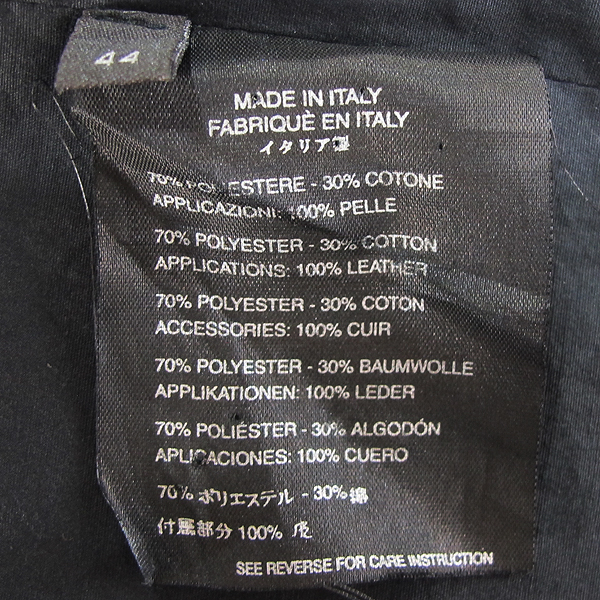 44
MADE IN ITALY
FABRIQUÈ EN ITALY
イタリア製
70% POLIESTERE - 30% COTONE
APPLICAZIONI: 100% PELLE
70% POLYESTER - 30% COTTON
APPLICATIONS: 100% LEATHER
70% POLYESTER - 30% COTON
ACCESSORIES: 100% CUIR
70% POLYESTER - 30% BAUMWOLLE
APPLIKATIONEN: 100% LEDER
70% POLIÉSTER - 30% ALGODÓN
APLICACIONES: 100% CUERO
70% ポリエステル - 30% 綿
付属部分 100% 皮
SEE REVERSE FOR CARE INSTRUCTION